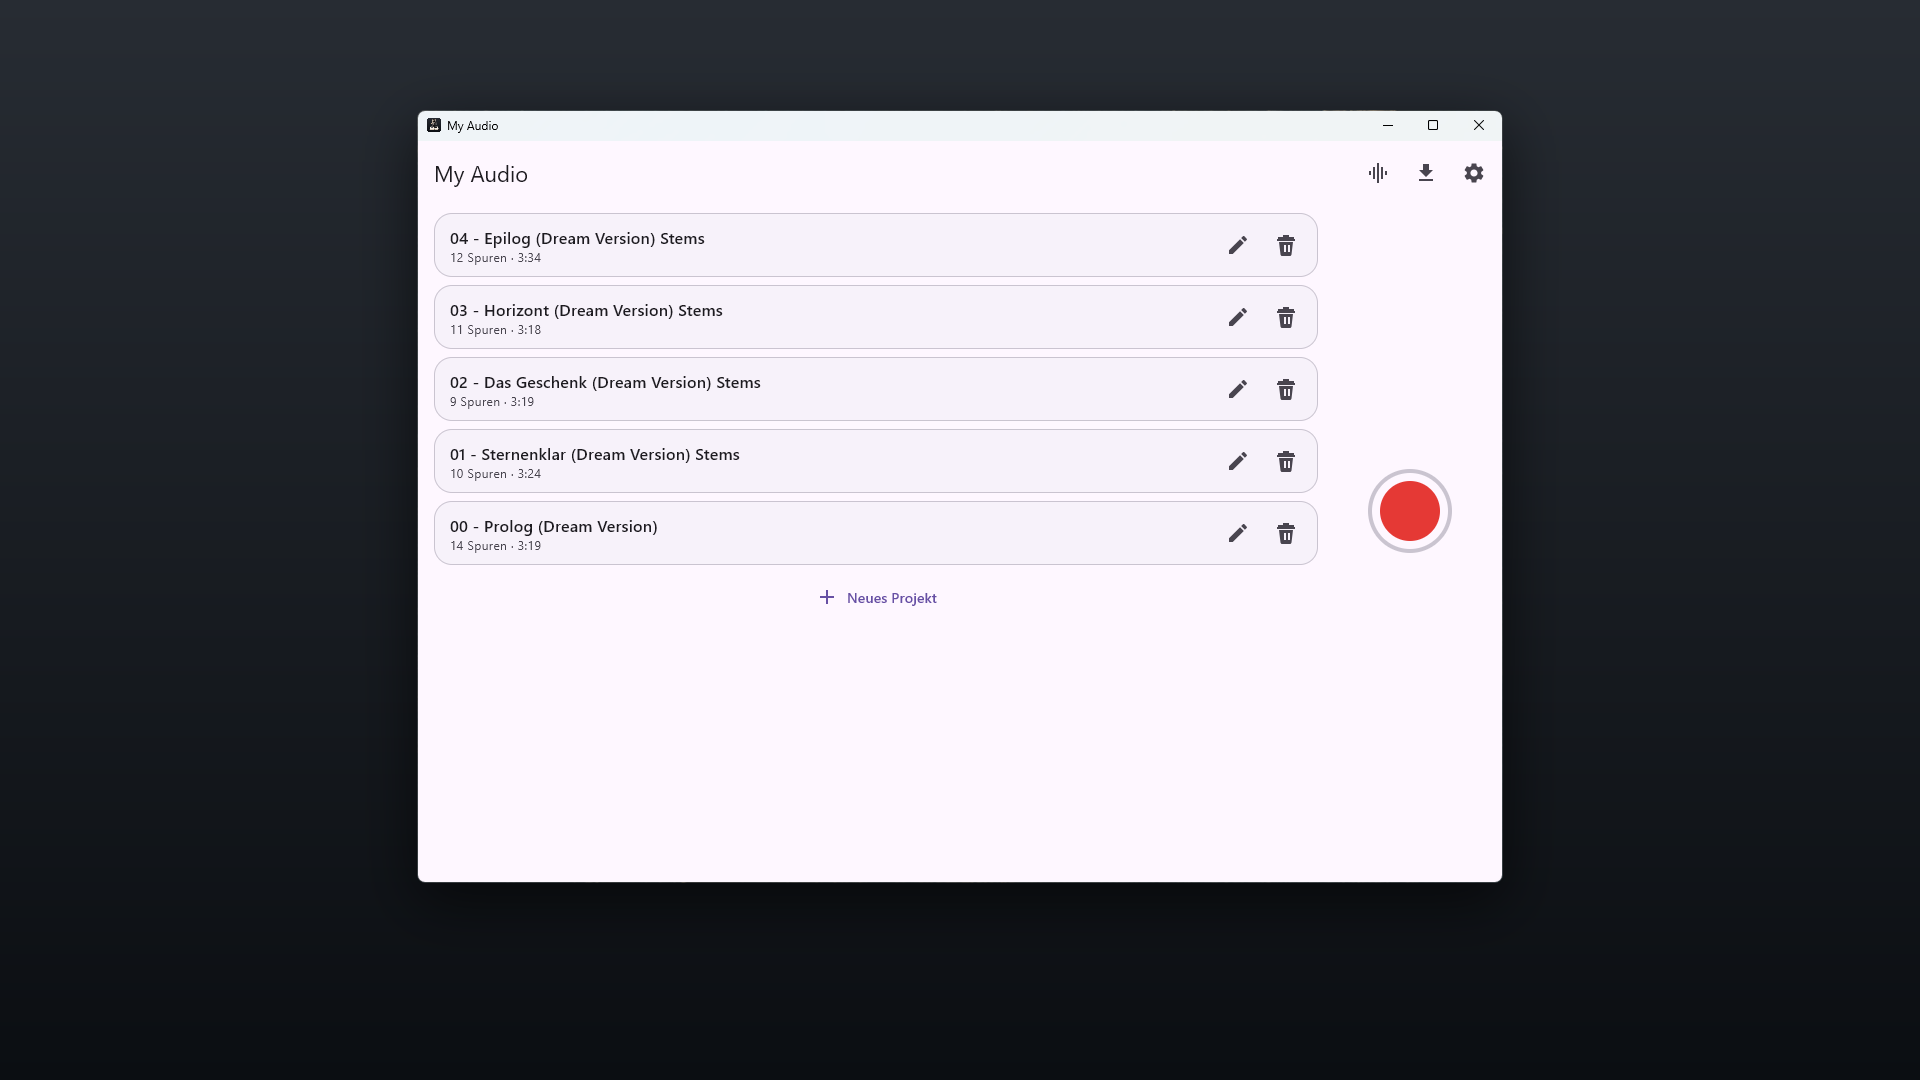 My Audio
My Audio
04 - Epilog (Dream Version) Stems
12 Spuren · 3:34
03 - Horizont (Dream Version) Stems
11 Spuren · 3:18
02 - Das Geschenk (Dream Version) Stems
9 Spuren · 3:19
01 - Sternenklar (Dream Version) Stems
10 Spuren · 3:24
00 - Prolog (Dream Version)
14 Spuren · 3:19
Neues Projekt